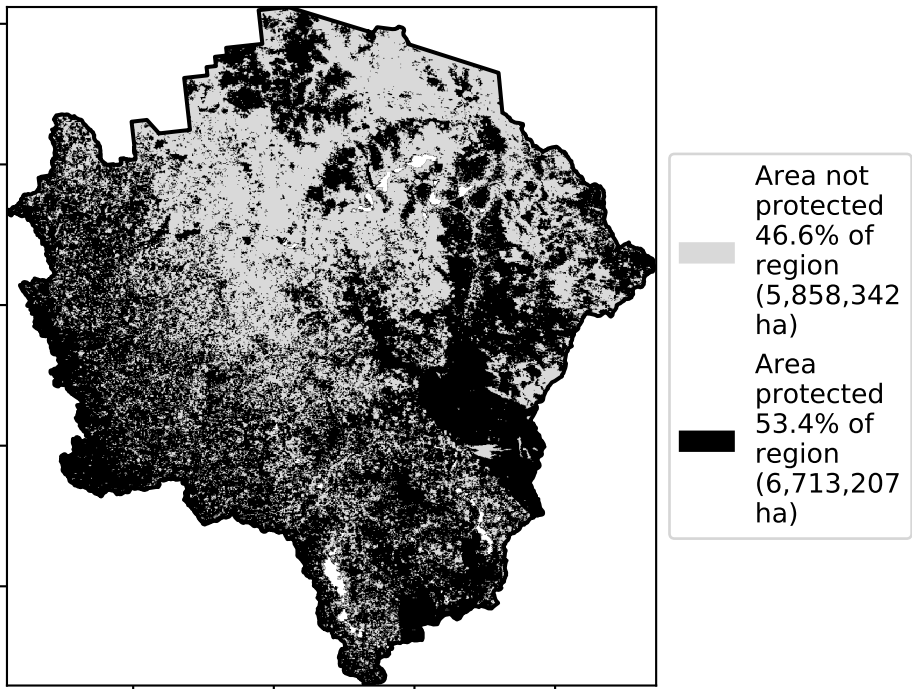 Area not
protected
46.6% of
region
(5,858,342
ha)
Area
protected
53.4% of
region
(6,713,207
ha)